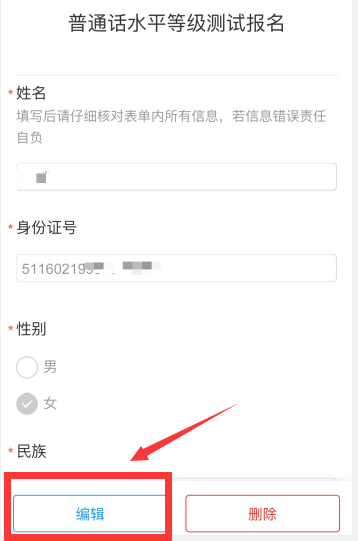 普通话水平等级测试报名
*姓名
填写后请仔细核对表单内所有信息，若信息错误责任
自负
*身份证号
511602199
*性别
男
女
*民族
编辑
删除